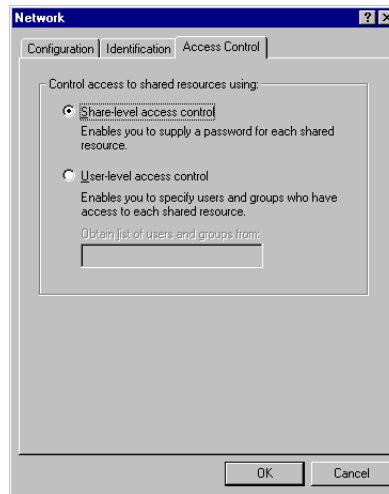 Network
Configuration Identification Access Control
Control access to shared resources using:
Share-level access control
Enables you to supply a password for each shared
resource.
User-level access control
Enables you to specify users and groups who have
access to each shared resource.
Obtain list of users and groups from:
OK Cancel